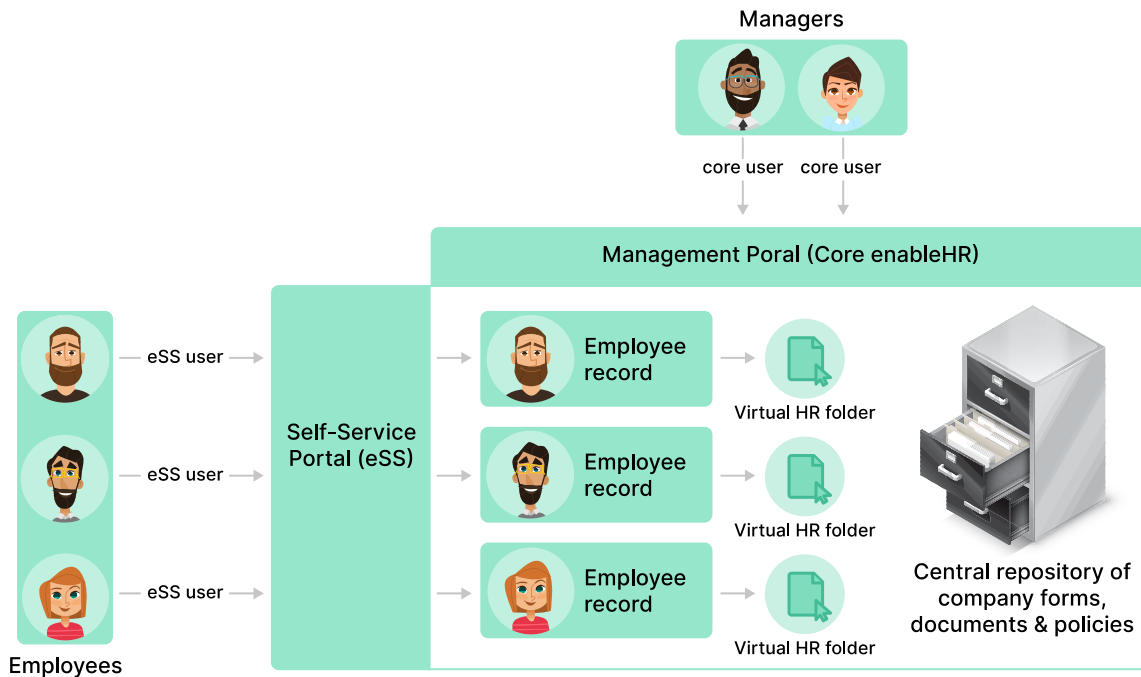 Managers
core user
core user
Management Poral (Core enableHR)
eSS user
Employee
record
Virtual HR folder
Self-Service
Portal (eSS)
eSS user
Employee
record
Virtual HR folder
eSS user
Employee
record
Virtual HR folder
Central repository of
company forms,
documents & policies
Employees